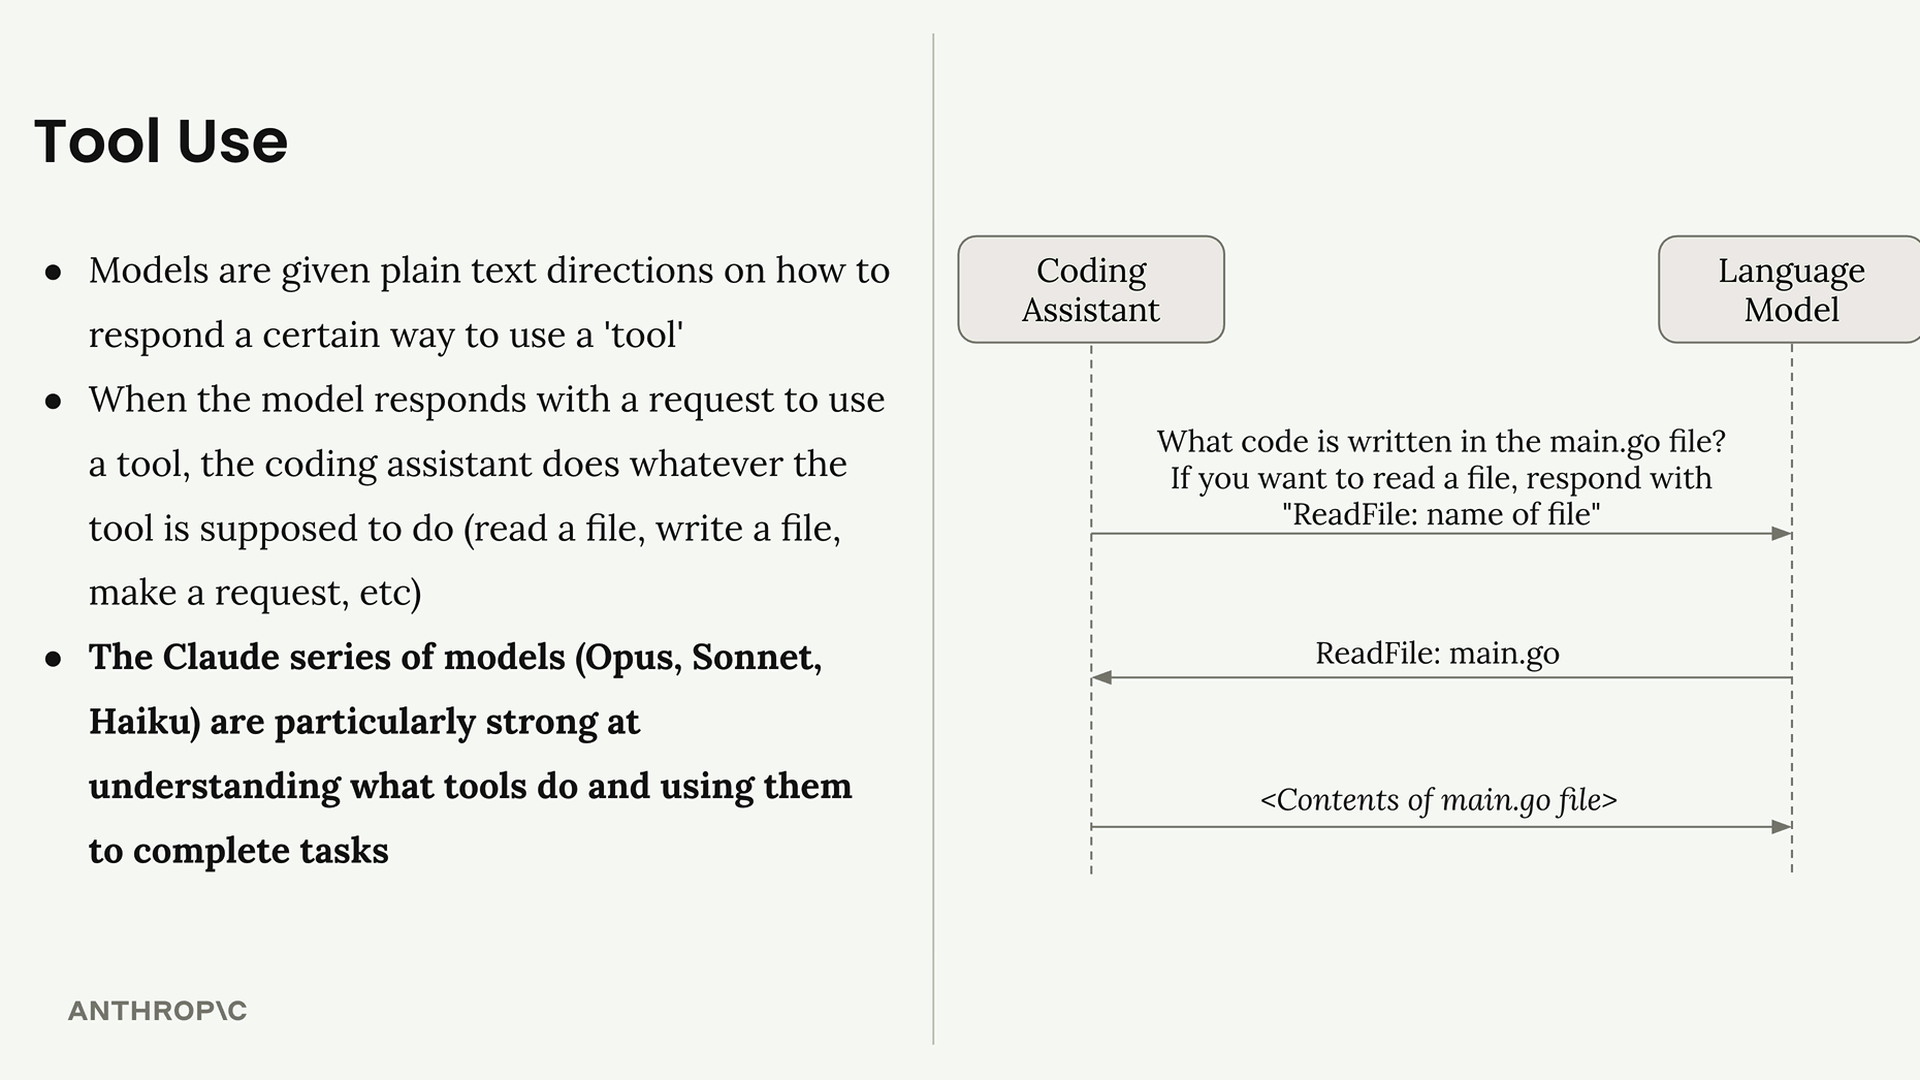 Tool Use
● Models are given plain text directions on how to
respond a certain way to use a 'tool'
● When the model responds with a request to use
a tool, the coding assistant does whatever the
tool is supposed to do (read a file, write a file,
make a request, etc)
● The Claude series of models (Opus, Sonnet,
Haiku) are particularly strong at
understanding what tools do and using them
to complete tasks
ANTHROP\C
Coding
Assistant
Language
Model
What code is written in the main.go file?
If you want to read a file, respond with
"ReadFile: name of file"
ReadFile: main.go
<Contents of main.go file>